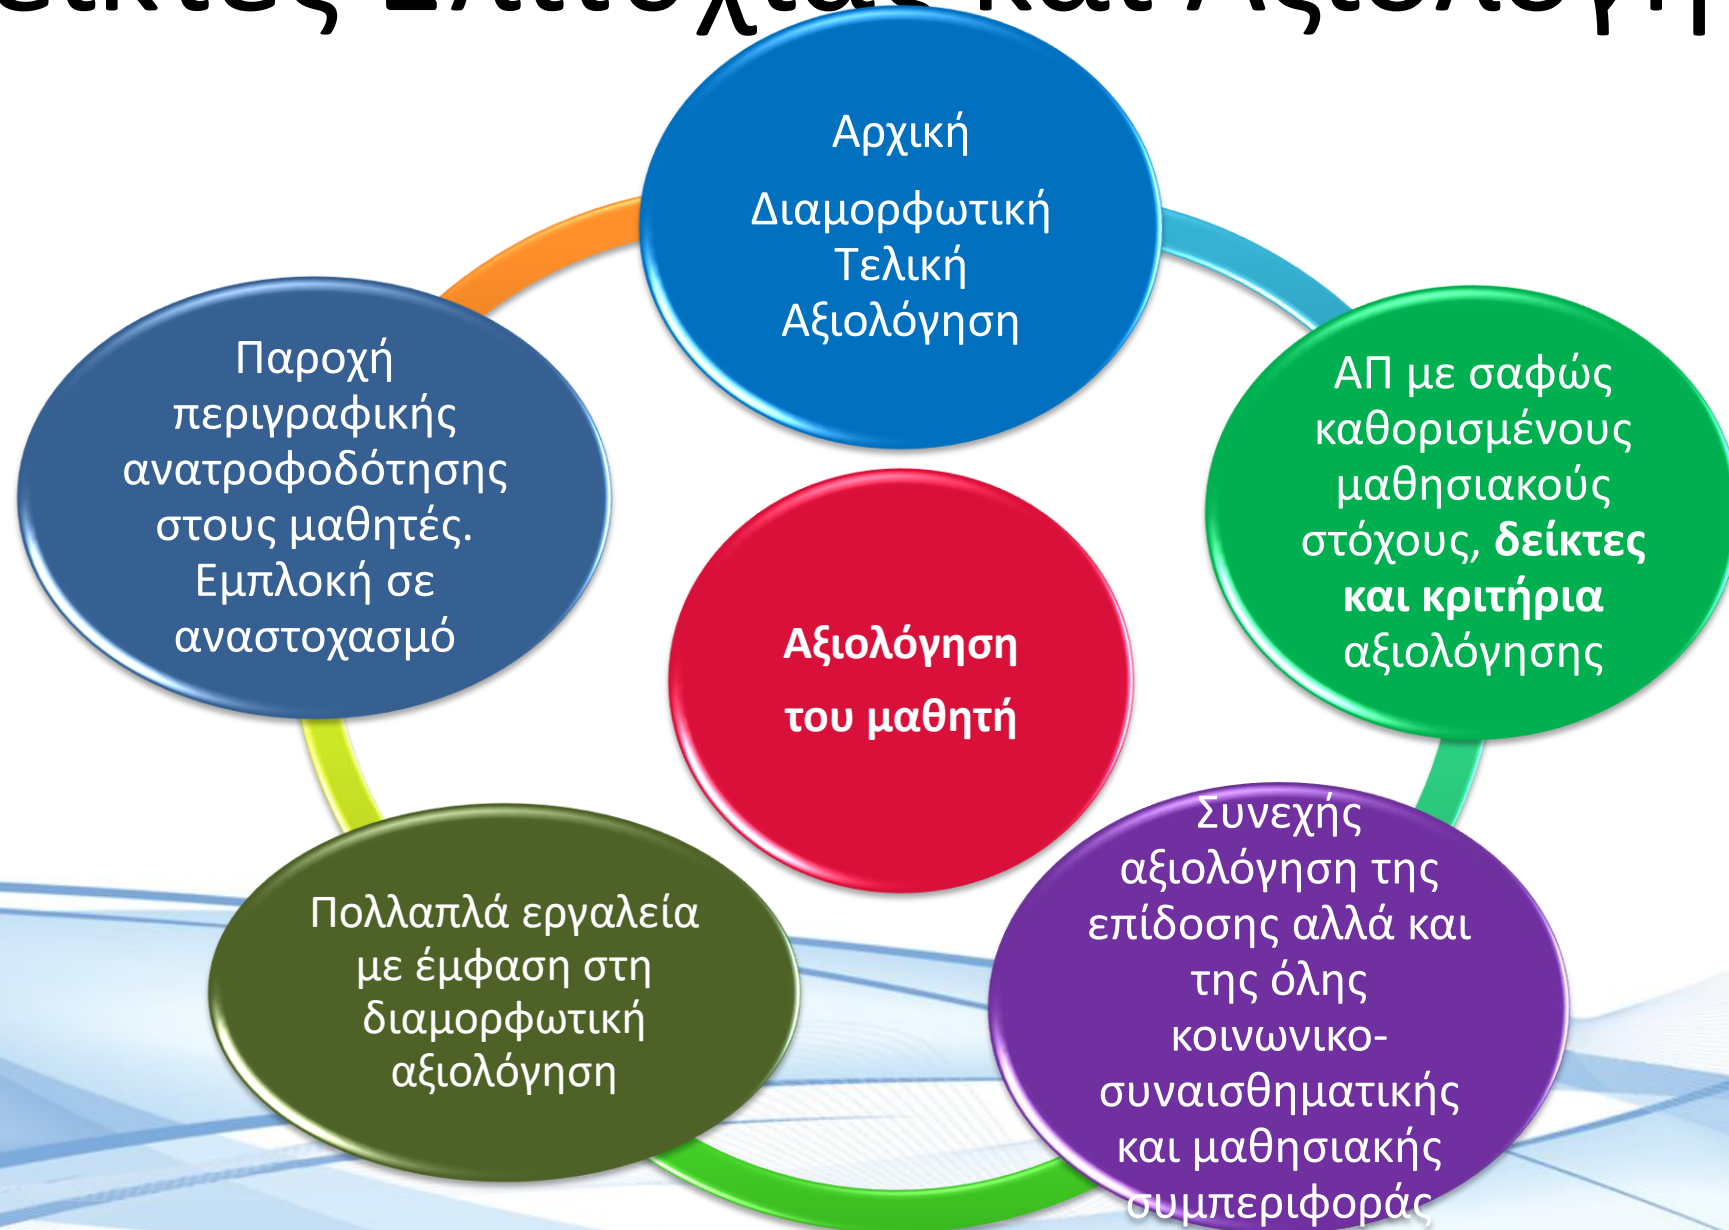 και
Αρχική
Διαμορφωτική
Τελική
Αξιολόγηση
ΑΠ με σαφώς
καθορισμένους
μαθησιακούς
στόχους, δείκτες
και κριτήρια
αξιολόγησης
Συνεχής
αξιολόγηση της
επίδοσης αλλά και
της όλης
κοινωνικο-
συναισθηματικής
και μαθησιακής
συμπεριφοράς
Πολλαπλά εργαλεία
με έμφαση στη
διαμορφωτική
αξιολόγηση
Παροχή
περιγραφικής
ανατροφοδότησης
στους μαθητές.
Εμπλοκή σε
αναστοχασμό
Αξιολόγηση
του μαθητή